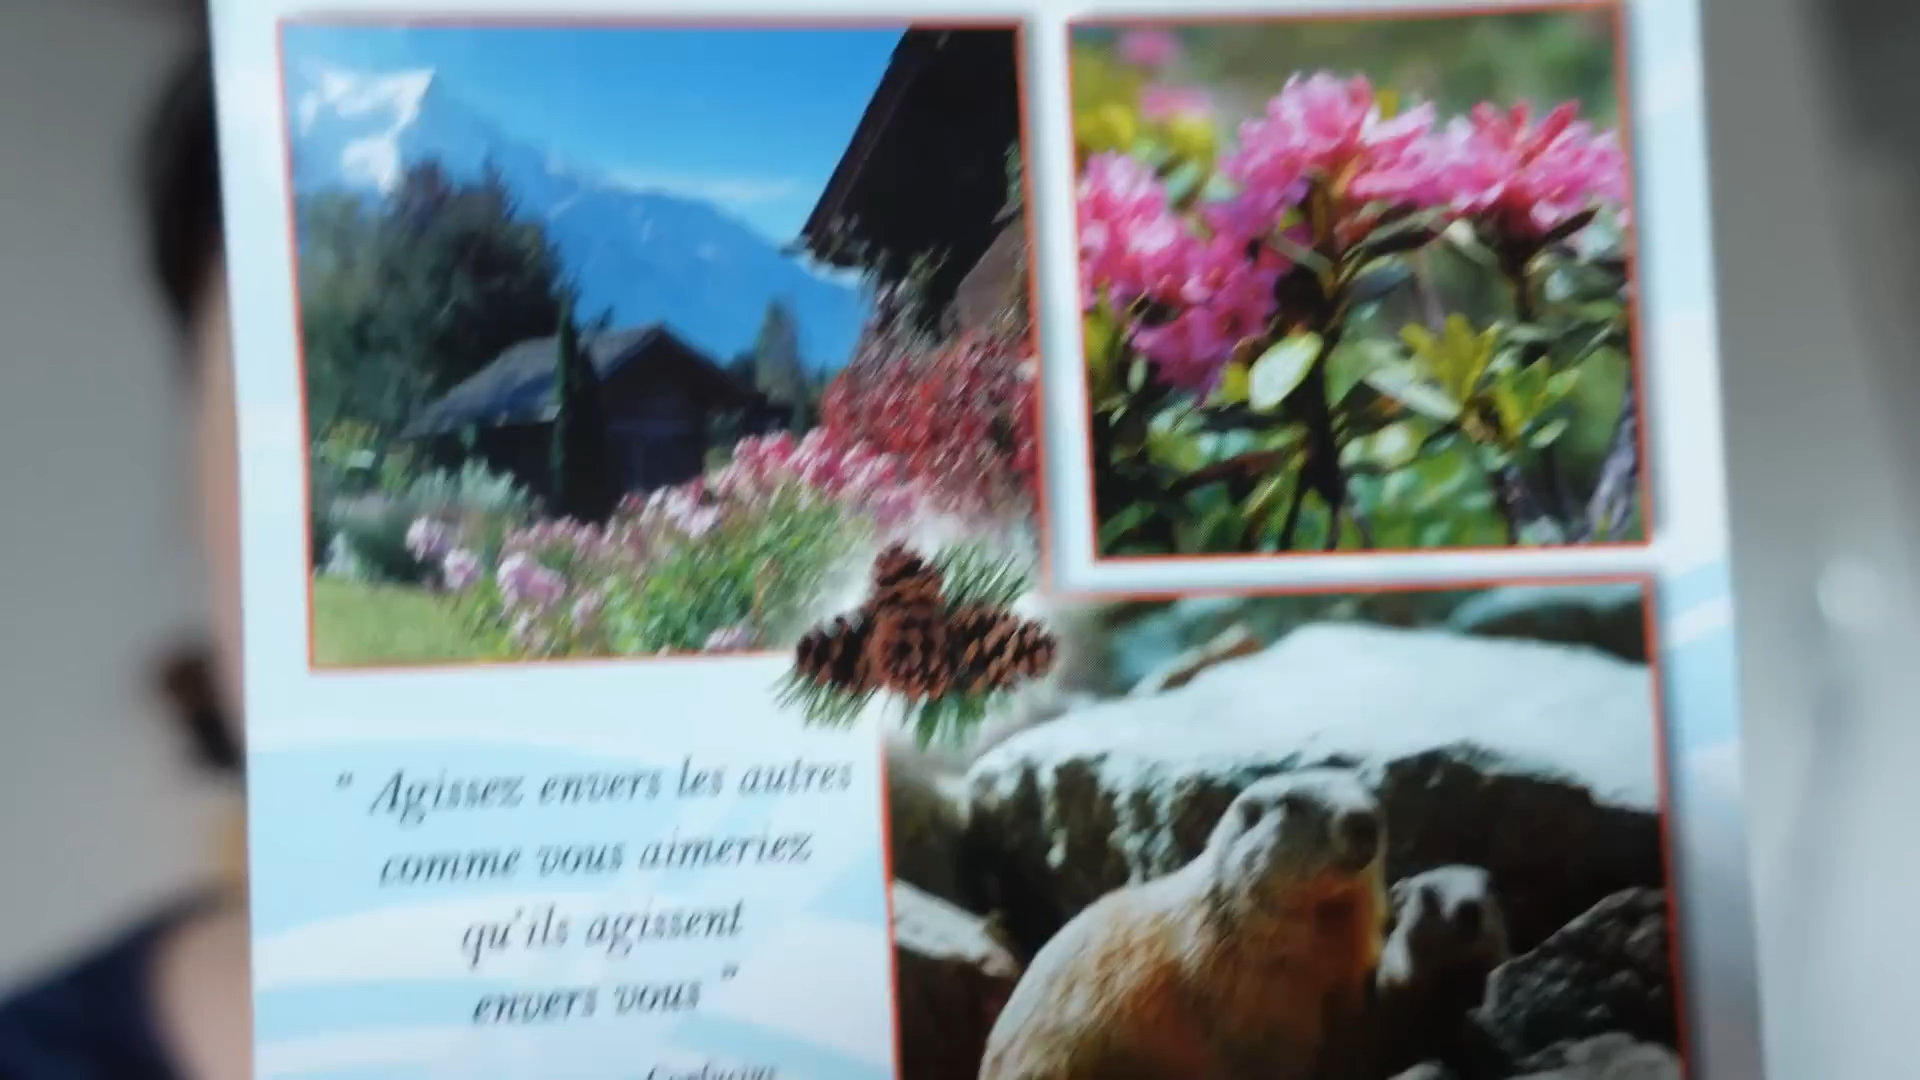 " Agissez envers les autres
comme vous aimeriez
qu'ils agissent
envers vous "